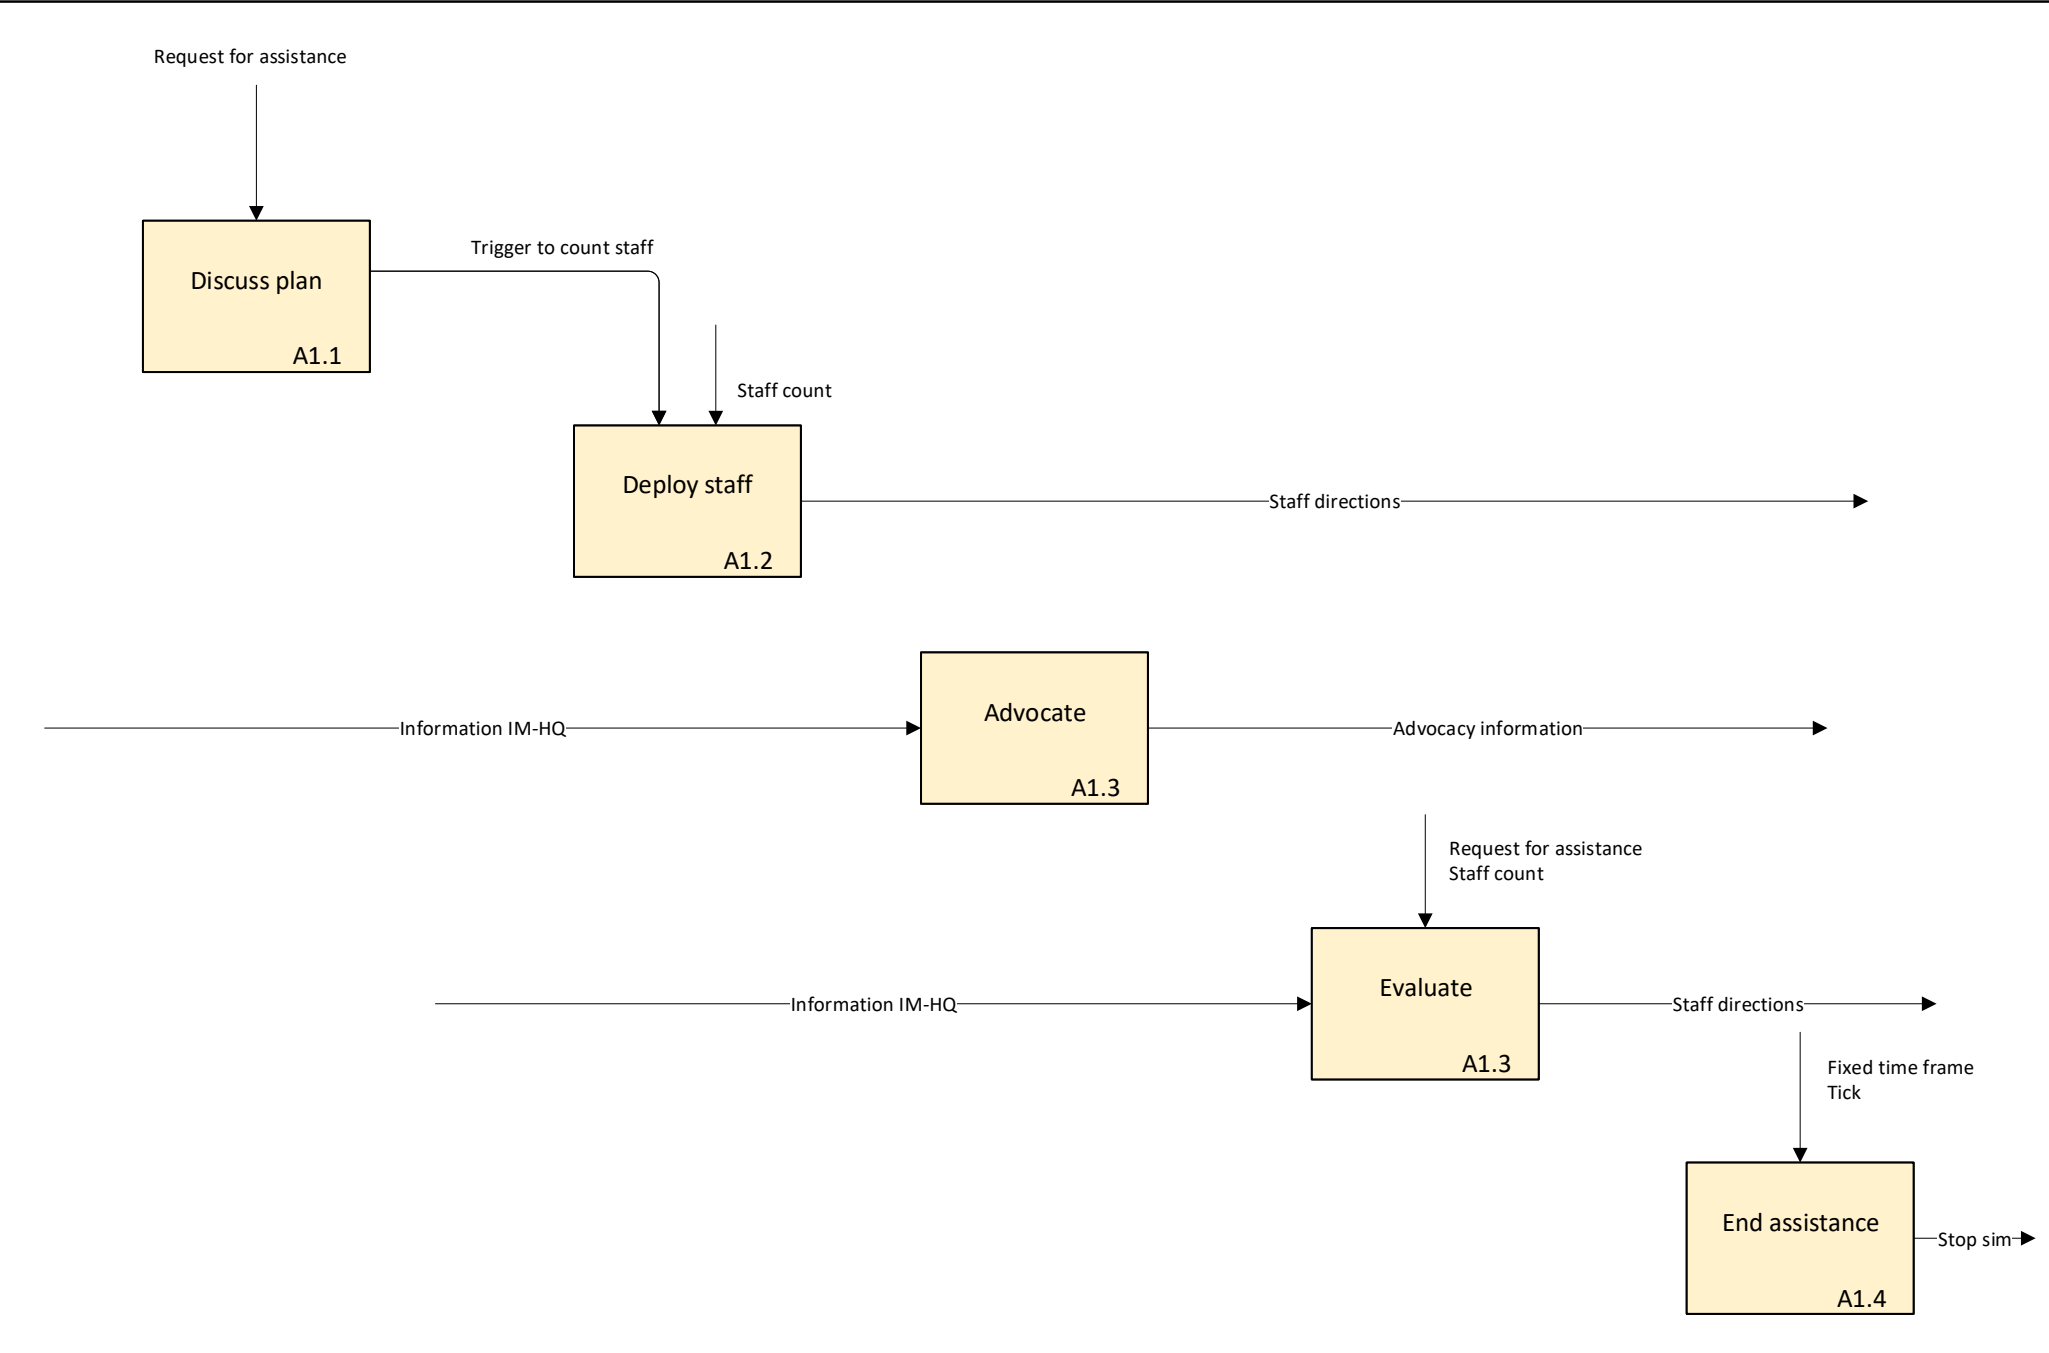 Request for assistance
Trigger to count staff
Discuss plan
A1.1
Staff count
Deploy staff
Staff directions
A1.2
Advocate
Information IM-HQ
Advocacy information
A1.3
Request for assistance
Staff count
Evaluate
Information IM-HQ
Staff directions
A1.3
Fixed time frame
Tick
End assistance
Stop sim
A1.4